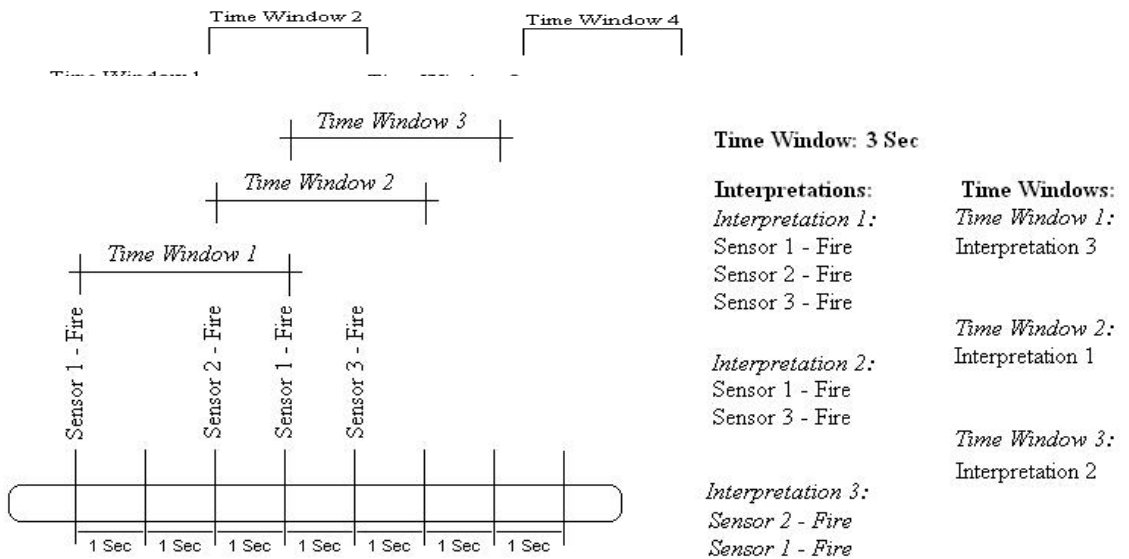 Time Window 2
Time Window 4
Time Window 1
Time Window 3
Time Window 2
Time Window 1
Sensor 1 - Fire
Sensor 2 - Fire
Sensor 1 - Fire
Sensor 3 - Fire
1 Sec
1 Sec
1 Sec
1 Sec
1 Sec
1 Sec
1 Sec
Time Window: 3 Sec
Interpretations:
Interpretation 1:
Sensor 1 - Fire
Sensor 2 - Fire
Sensor 3 - Fire
Interpretation 2:
Sensor 1 - Fire
Sensor 3 - Fire
Interpretation 3:
Sensor 2 - Fire
Sensor 1 - Fire
Time Windows:
Time Window 1:
Interpretation 3
Time Window 2:
Interpretation 1
Time Window 3:
Interpretation 2